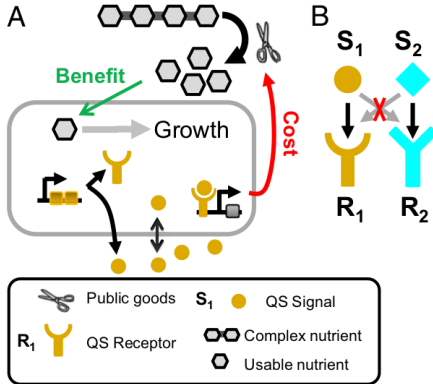 A
B
S1
S2
Benefit
Growth
Cost
R1
R2
Public goods
S1
QS Signal
R1
QS Receptor
Complex nutrient
Usable nutrient